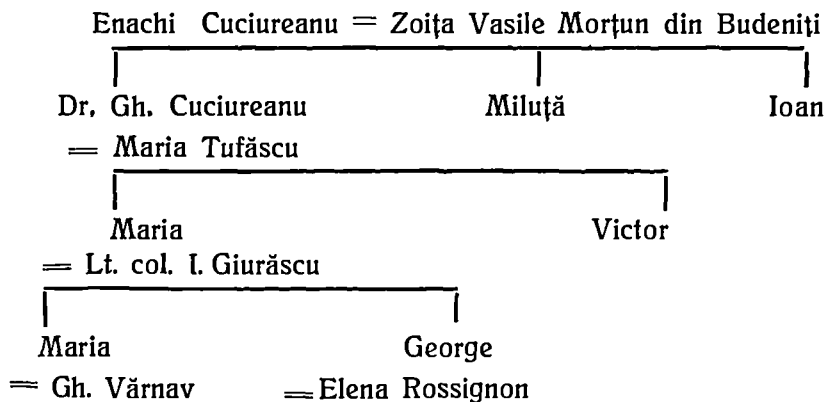 Enachi Cuciureanu = Zoița Vasile Morțun din Budeniți
Dr. Gh. Cuciureanu Miluță Ioan
= Maria Tufăscu
Maria Victor
= Lt. col. I. Giurăscu
Maria George
= Gh. Vărnav = Elena Rossignon